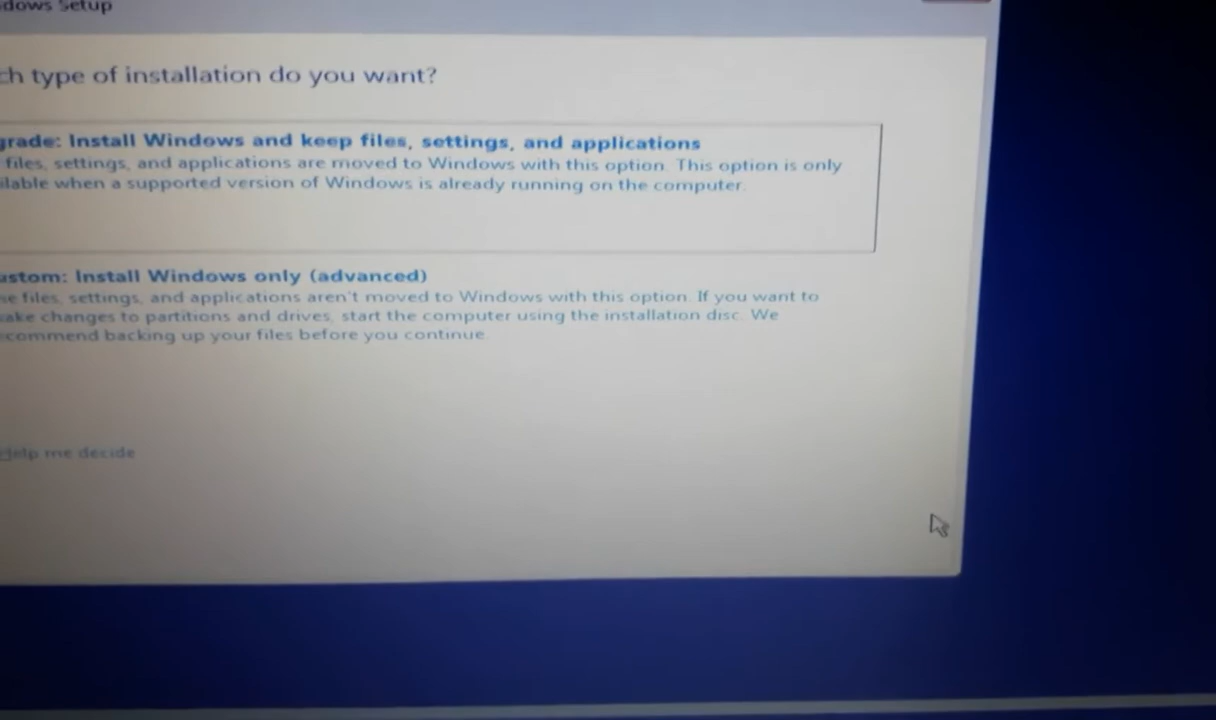 dows Setup
ch type of installation do you want?
grade: Install Windows and keep files, settings, and applications
files, settings, and applications are moved to Windows with this option. This option is only
ilable when a supported version of Windows is already running on the computer.
ustom: Install Windows only (advanced)
se files, settings, and applications aren't moved to Windows with this option. If you want to
ake changes to partitions and drives, start the computer using the installation disc. We
commend backing up your files before you continue.
Help me decide